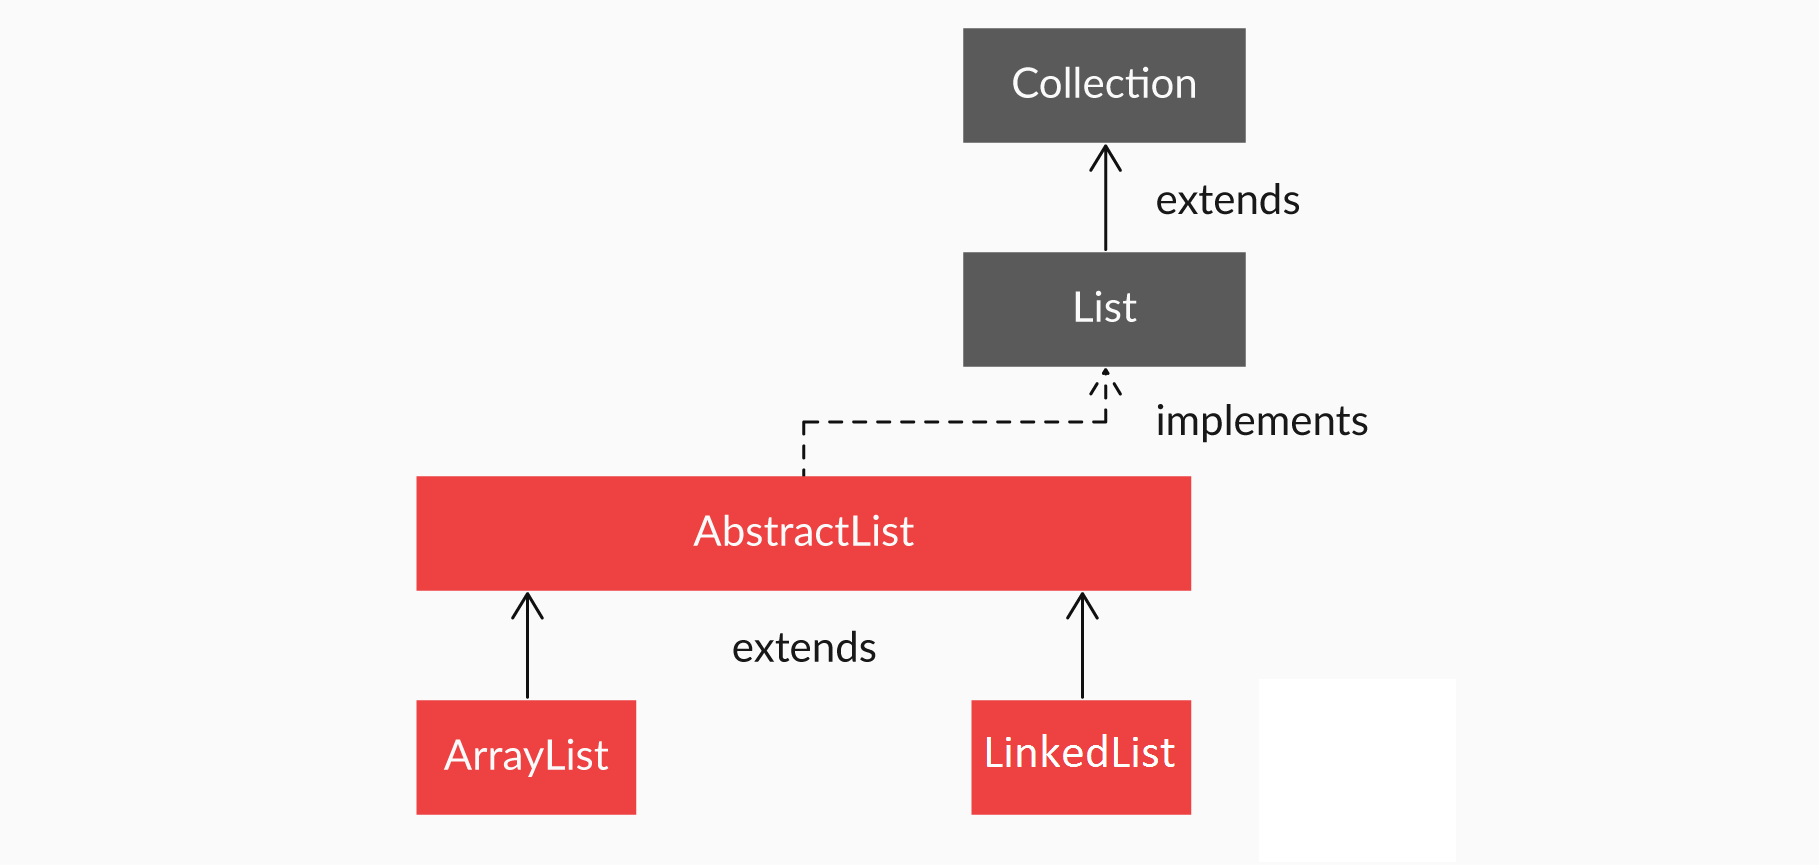 Collection
extends
List
implements
AbstractList
extends
ArrayList
LinkedList